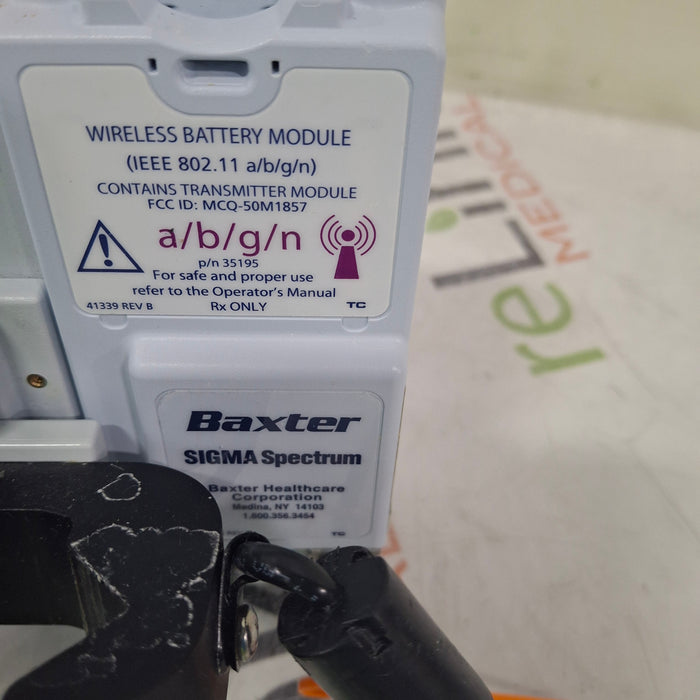 WIRELESS BATTERY MODULE
(IEEE 802.11 a/b/g/n)
CONTAINS TRANSMITTER MODULE
FCC ID: MCQ-50M1857
a/b/g/n
p/n 35195
For safe and proper use
refer to the Operator's Manual
41339 REV B
Rx ONLY
TC
Baxter
SIGMA Spectrum
Baxter Healthcare
Corporation
Medina, NY 14103
1.800.356.3454
TC
reLink
MEDICAL